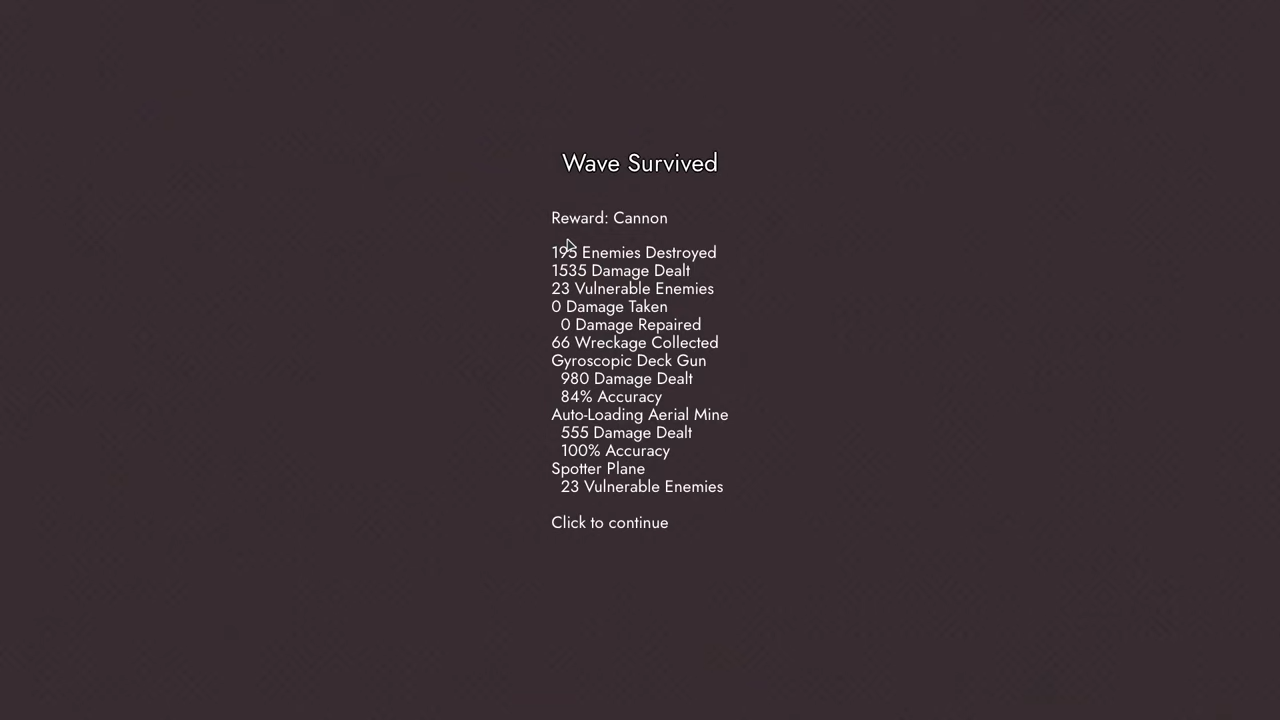 Wave Survived
Reward: Cannon
195 Enemies Destroyed
1535 Damage Dealt
23 Vulnerable Enemies
0 Damage Taken
0 Damage Repaired
66 Wreckage Collected
Gyroscopic Deck Gun
980 Damage Dealt
84% Accuracy
Auto-Loading Aerial Mine
555 Damage Dealt
100% Accuracy
Spotter Plane
23 Vulnerable Enemies
Click to continue